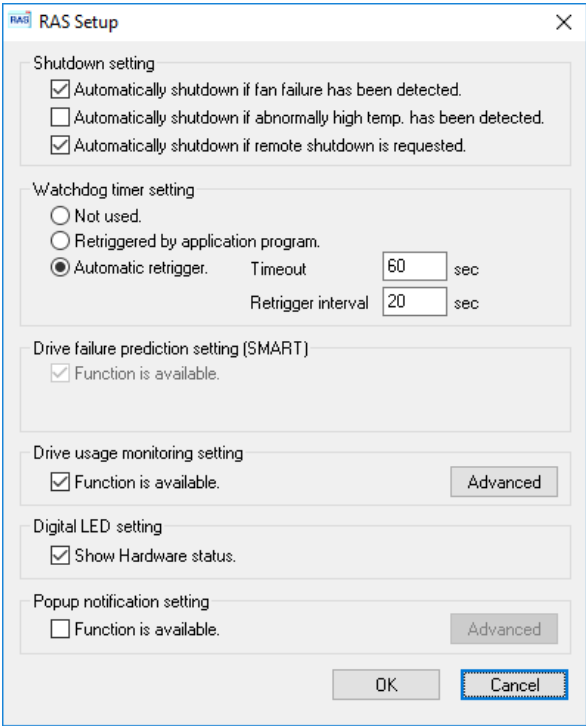 RAS RAS Setup
Shutdown setting
Automatically shutdown if fan failure has been detected.
Automatically shutdown if abnormally high temp. has been detected.
Automatically shutdown if remote shutdown is requested.
Watchdog timer setting
Not used.
Retriggered by application program.
Automatic retrigger. Timeout 60 sec
Retrigger interval 20 sec
Drive failure prediction setting (SMART)
Function is available.
Drive usage monitoring setting
Function is available. Advanced
Digital LED setting
Show Hardware status.
Popup notification setting
Function is available. Advanced
OK Cancel